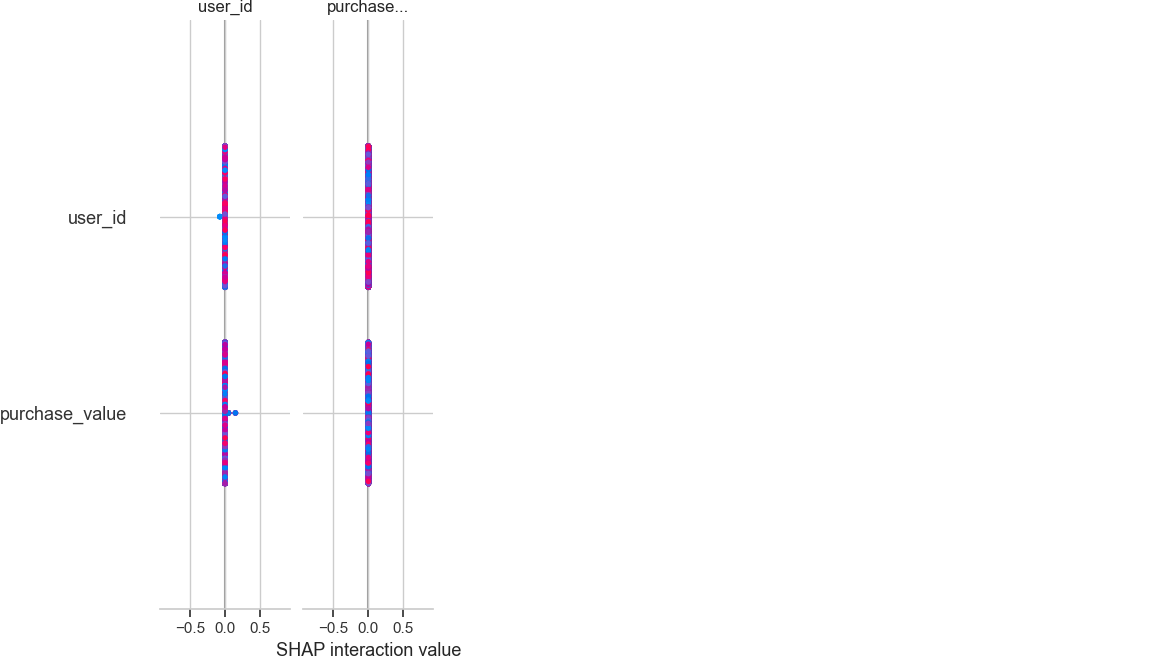 user_id purchase...
user_id
purchase_value
−0.5 0.0 0.5 −0.5 0.0 0.5
SHAP interaction value